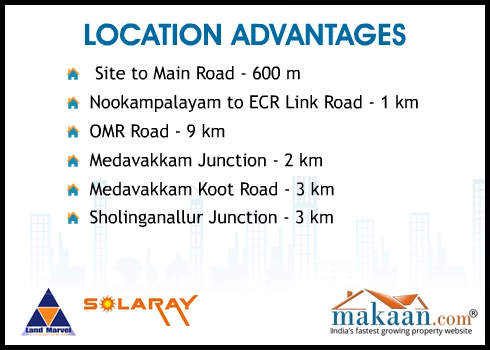 LOCATION ADVANTAGES
Site to Main Road - 600 m
Nookampalayam to ECR Link Road - 1 km
OMR Road - 9 km
Medavakkam Junction - 2 km
Medavakkam Koot Road - 3 km
Sholinganallur Junction - 3 km
Land Marvel
SOLARAY
makaan.com®
India's fastest growing property website